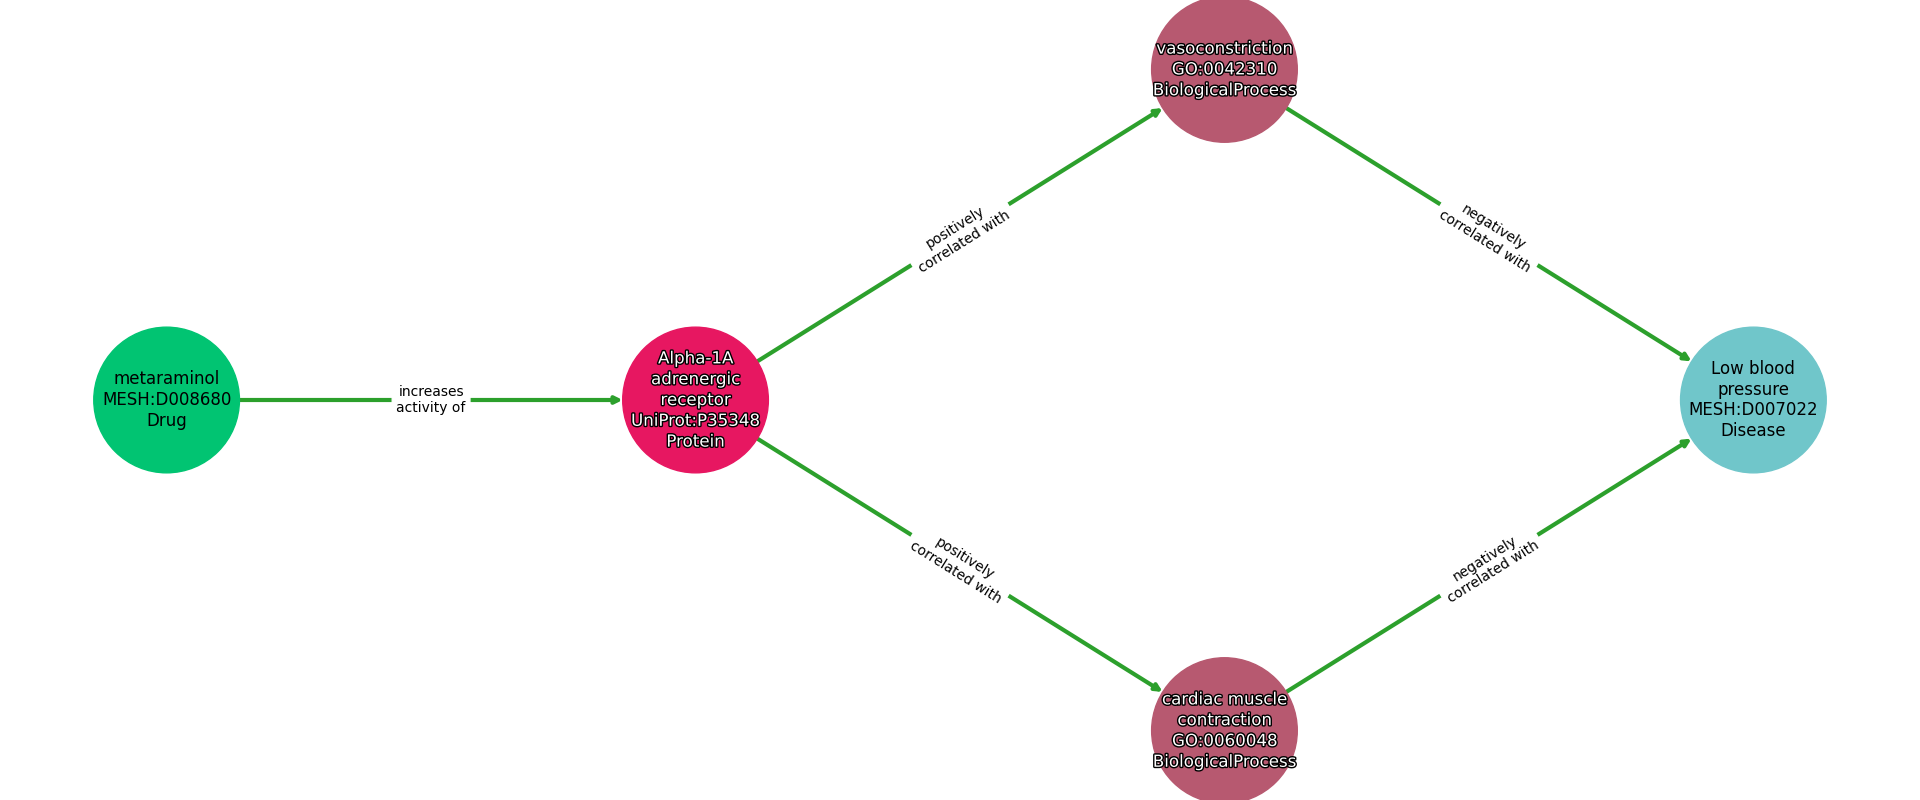 metaraminol
MESH:D008680
Drug
increases
activity of
Alpha-1A
adrenergic
receptor
UniProt:P35348
Protein
positively
correlated with
positively
correlated with
vasoconstriction
GO:0042310
BiologicalProcess
cardiac muscle
contraction
GO:0060048
BiologicalProcess
negatively
correlated with
negatively
correlated with
Low blood
pressure
MESH:D007022
Disease